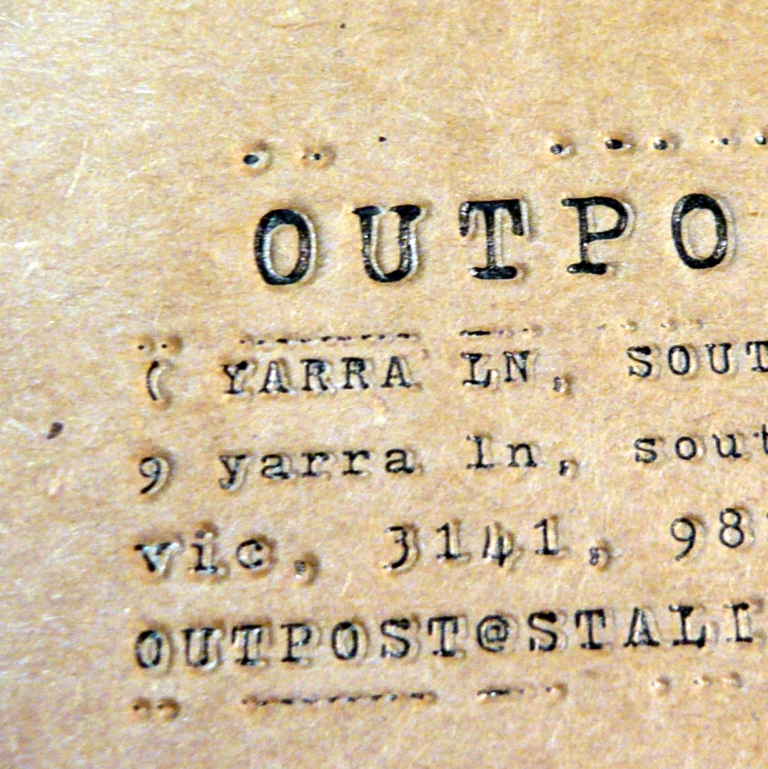 OUTPO
( YARRA LN, SOUT
9 yarra ln, sout
vic, 3141, 98
OUTPOST@STALI